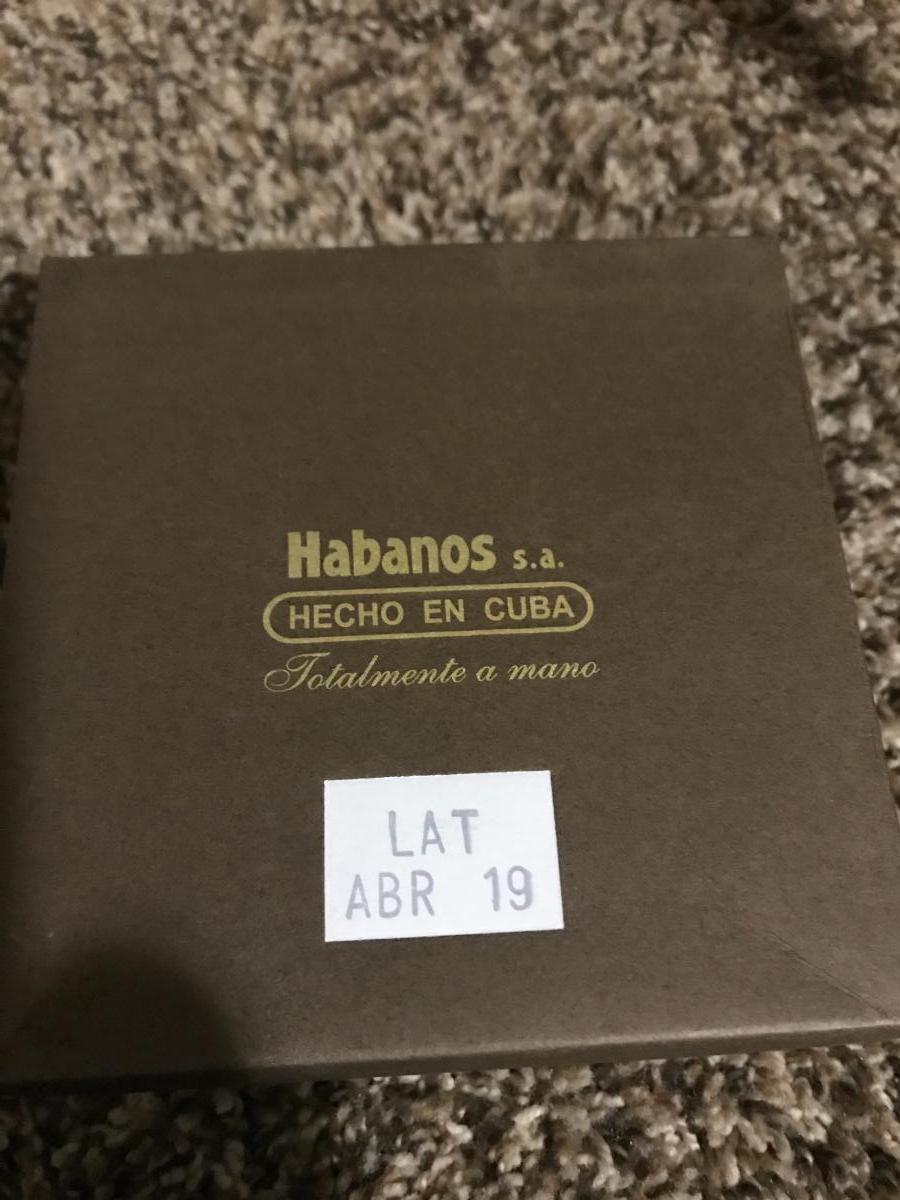 Habanos s.a.
HECHO EN CUBA
Totalmente a mano
LAT
ABR 19